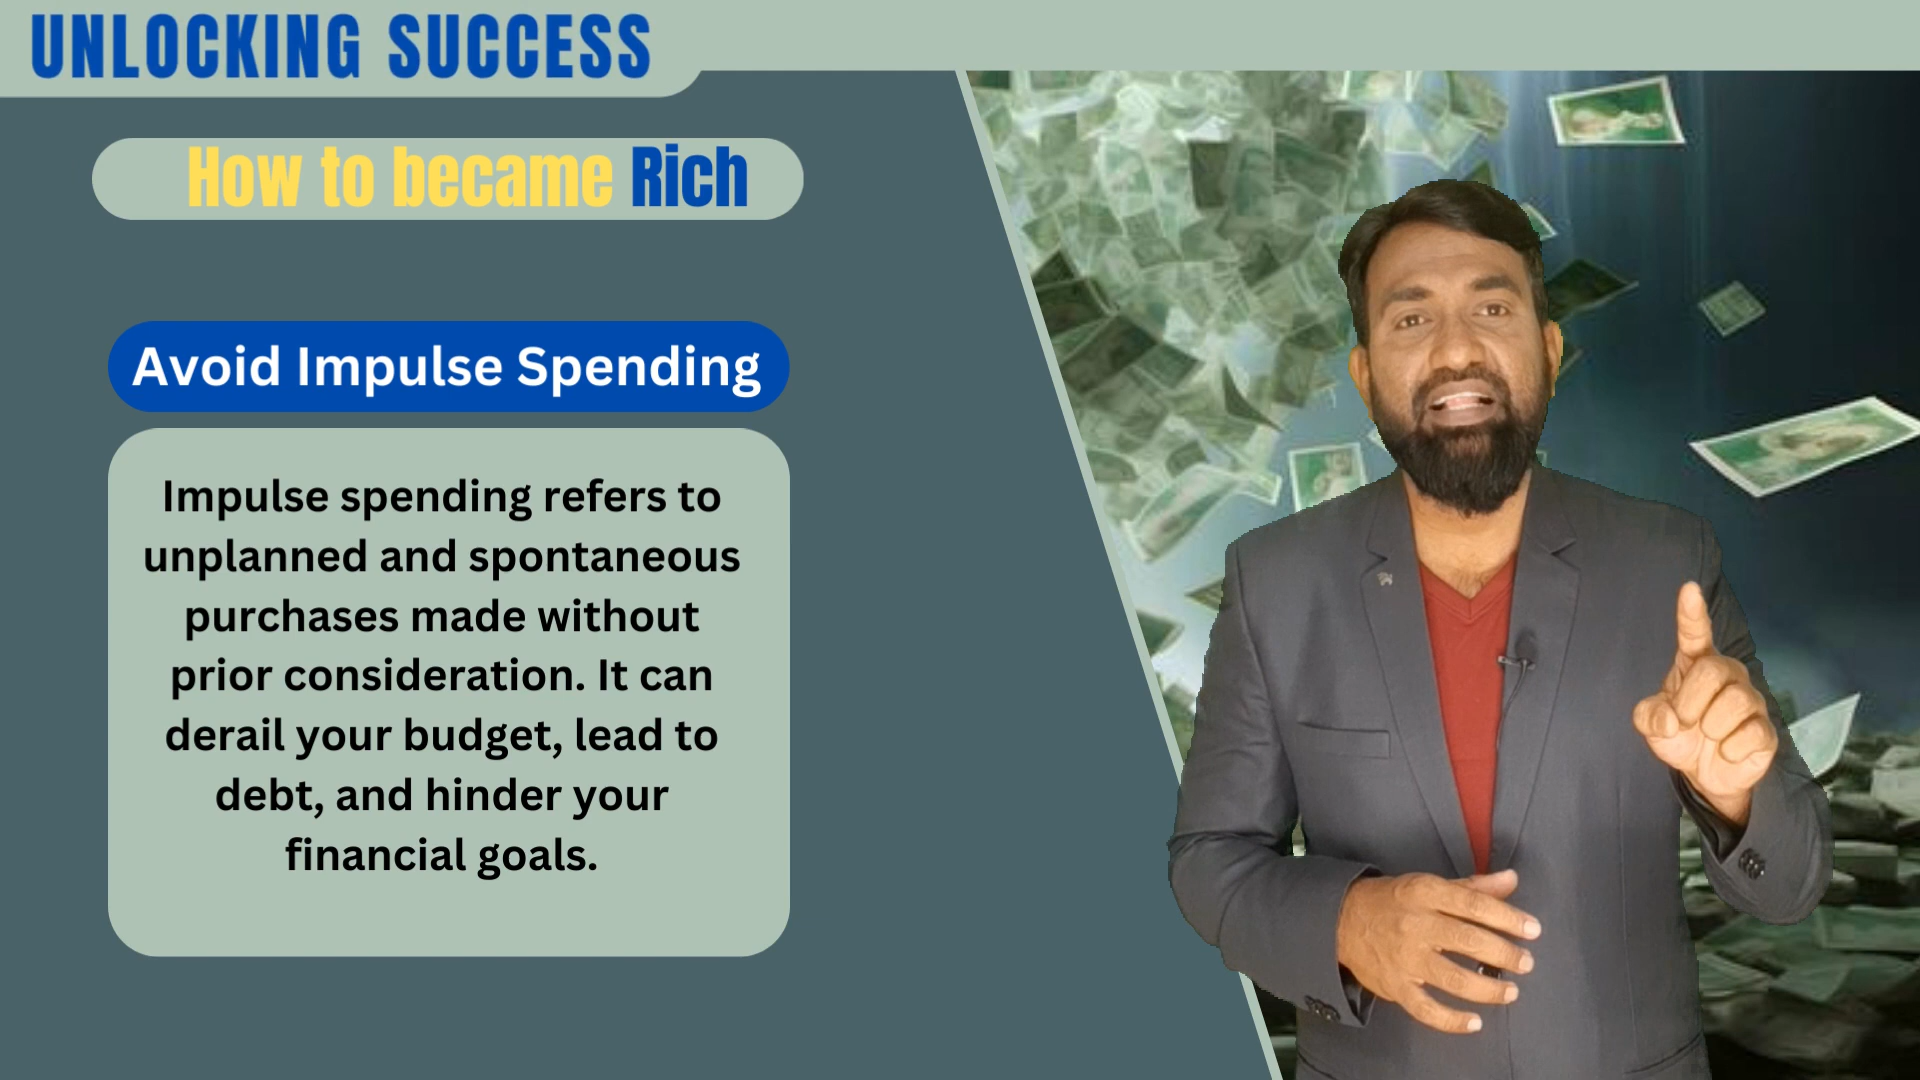 UNLOCKING SUCCESS
How to became Rich
Avoid Impulse Spending
Impulse spending refers to
unplanned and spontaneous
purchases made without
prior consideration. It can
derail your budget, lead to
debt, and hinder your
financial goals.